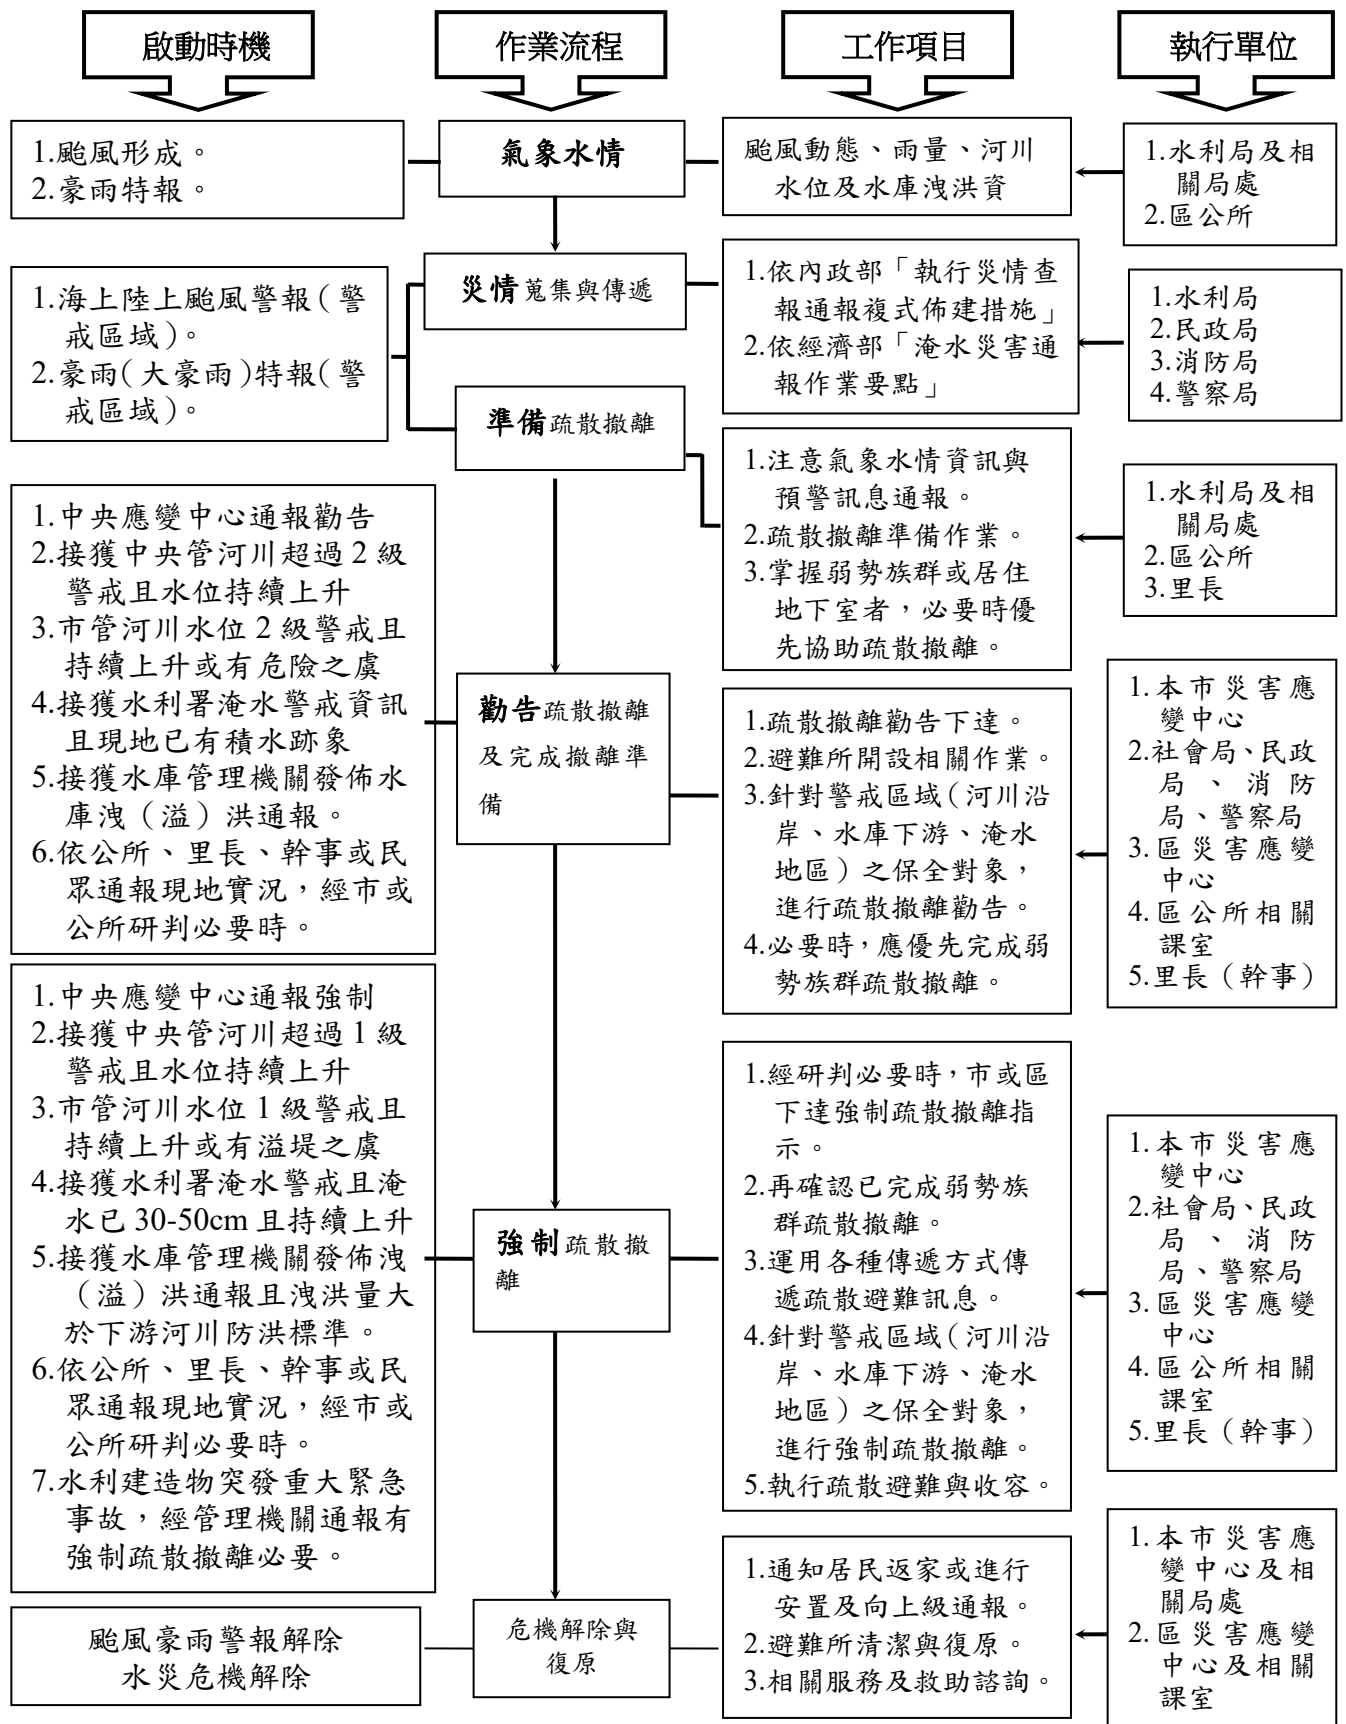 啟動時機
作業流程
工作項目
執行單位
1.颱風形成。
2.豪雨特報。
氣象水情
颱風動態、雨量、河川
水位及水庫洩洪資
1.水利局及相
關局處
2.區公所
1.海上陸上颱風警報(警
戒區域)。
2.豪雨(大豪雨)特報(警
戒區域)。
災情蒐集與傳遞
1.依內政部「執行災情查
報通報複式佈建措施」
2.依經濟部「淹水災害通
報作業要點」
1.水利局
2.民政局
3.消防局
4.警察局
準備疏散撤離
1.注意氣象水情資訊與
預警訊息通報。
2.疏散撤離準備作業。
3.掌握弱勢族群或居住
地下室者，必要時優
先協助疏散撤離。
1.水利局及相
關局處
2.區公所
3.里長
1.中央應變中心通報勸告
2.接獲中央管河川超過 2 級
警戒且水位持續上升
3.市管河川水位 2 級警戒且
持續上升或有危險之虞
4.接獲水利署淹水警戒資訊
且現地已有積水跡象
5.接獲水庫管理機關發佈水
庫洩（溢）洪通報。
6.依公所、里長、幹事或民
眾通報現地實況，經市或
公所研判必要時。
勸告疏散撤離
及完成撤離準
備
1.疏散撤離勸告下達。
2.避難所開設相關作業。
3.針對警戒區域(河川沿
岸、水庫下游、淹水
地區）之保全對象，
進行疏散撤離勸告。
4.必要時，應優先完成弱
勢族群疏散撤離。
1.本市災害應
變中心
2.社會局、民政
局、消防
局、警察局
3.區災害應變
中心
4.區公所相關
課室
5.里長（幹事）
1.中央應變中心通報強制
2.接獲中央管河川超過 1 級
警戒且水位持續上升
3.市管河川水位 1 級警戒且
持續上升或有溢堤之虞
4.接獲水利署淹水警戒且淹
水已 30-50cm 且持續上升
5.接獲水庫管理機關發佈洩
（溢）洪通報且洩洪量大
於下游河川防洪標準。
6.依公所、里長、幹事或民
眾通報現地實況，經市或
公所研判必要時。
7.水利建造物突發重大緊急
事故，經管理機關通報有
強制疏散撤離必要。
強制疏散撤
離
1.經研判必要時，市或區
下達強制疏散撤離指
示。
2.再確認已完成弱勢族
群疏散撤離。
3.運用各種傳遞方式傳
遞疏散避難訊息。
4.針對警戒區域(河川沿
岸、水庫下游、淹水
地區）之保全對象，
進行強制疏散撤離。
5.執行疏散避難與收容。
1.本市災害應
變中心
2.社會局、民政
局、消防
局、警察局
3.區災害應變
中心
4.區公所相關
課室
5.里長（幹事）
颱風豪雨警報解除
水災危機解除
危機解除與
復原
1.通知居民返家或進行
安置及向上級通報。
2.避難所清潔與復原。
3.相關服務及救助諮詢。
1.本市災害應
變中心及相
關局處
2.區災害應變
中心及相關
課室